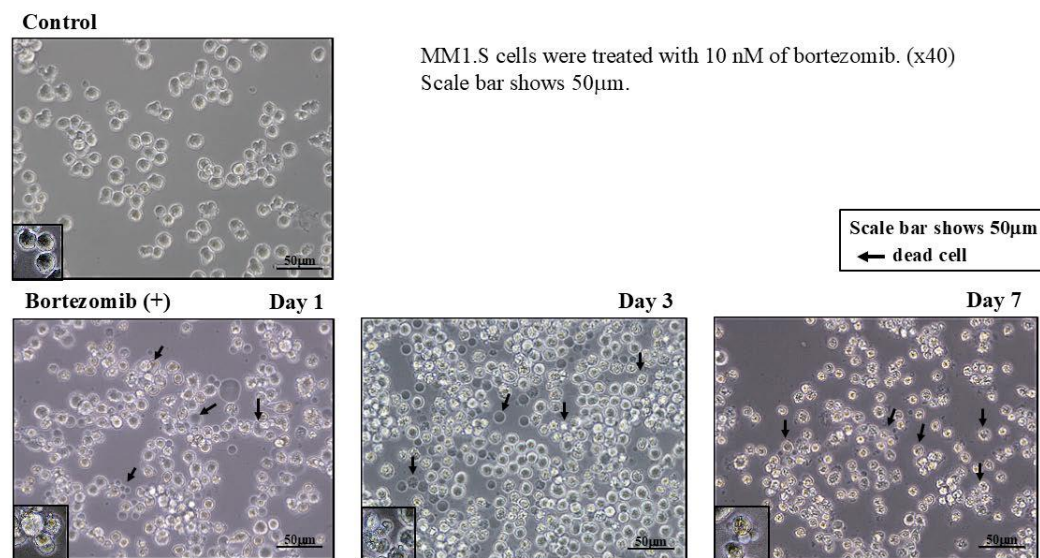 Control
MM1.S cells were treated with 10 nM of bortezomib. (x40)
Scale bar shows 50μm.
50μm
Scale bar shows 50μm
dead cell
Bortezomib (+) Day 1
Day 3
Day 7
50μm
50μm
50μm